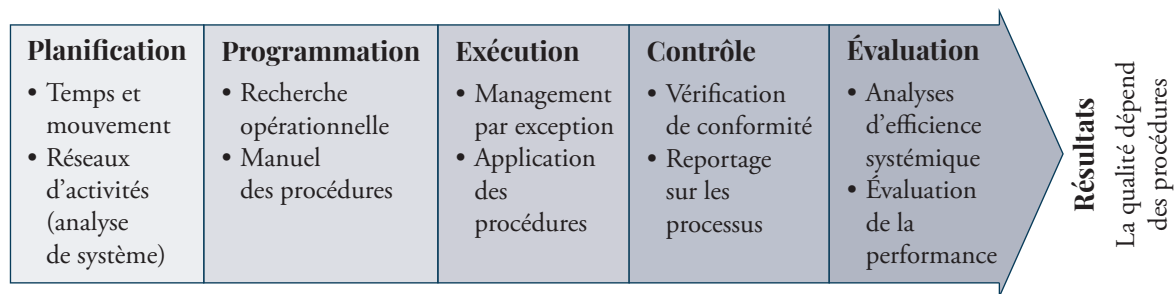 Planification
• Temps et
mouvement
• Réseaux
d'activités
(analyse
de système)
Programmation
• Recherche
opérationnelle
• Manuel
des procédures
Exécution
• Management
par exception
• Application
des
procédures
Contrôle
• Vérification
de conformité
• Reportage
sur les
processus
Évaluation
• Analyses
d'efficience
systémique
• Évaluation
de la
performance
Résultats
La qualité dépend
des procédures